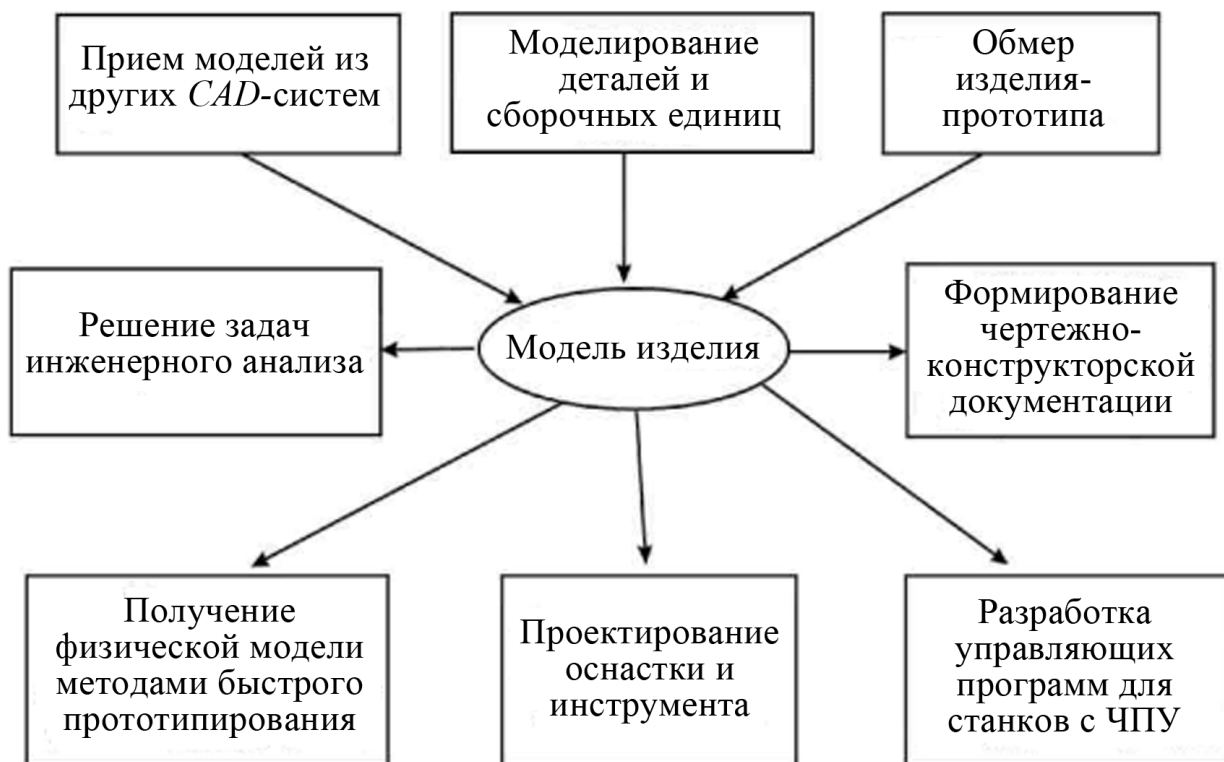 Прием моделей из
других CAD-систем
Моделирование
деталей и
сборочных единиц
Обмер
изделия-
прототипа
Решение задач
инженерного анализа
Модель изделия
Формирование
чертежно-
конструкторской
документации
Получение
физической модели
методами быстрого
прототипирования
Проектирование
оснастки и
инструмента
Разработка
управляющих
программ для
станков с ЧПУ